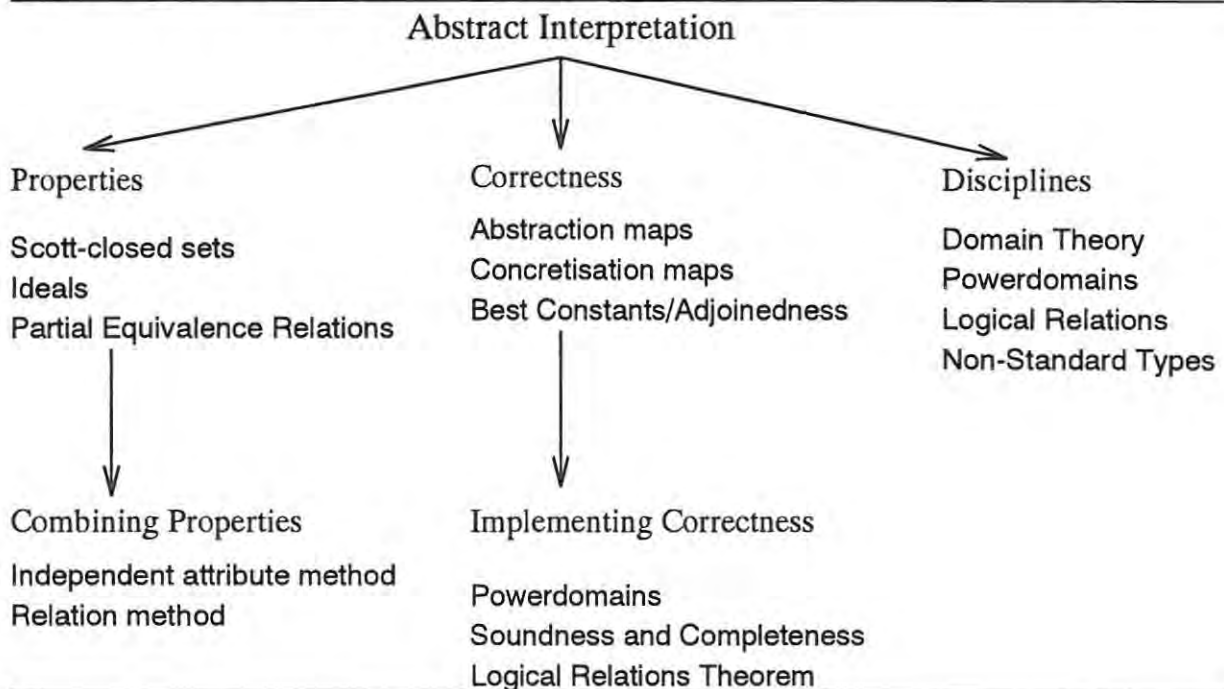 Abstract Interpretation
Properties
Scott-closed sets
Ideals
Partial Equivalence Relations
Correctness
Abstraction maps
Concretisation maps
Best Constants/Adjoinedness
Disciplines
Domain Theory
Powerdomains
Logical Relations
Non-Standard Types
Combining Properties
Independent attribute method
Relation method
Implementing Correctness
Powerdomains
Soundness and Completeness
Logical Relations Theorem